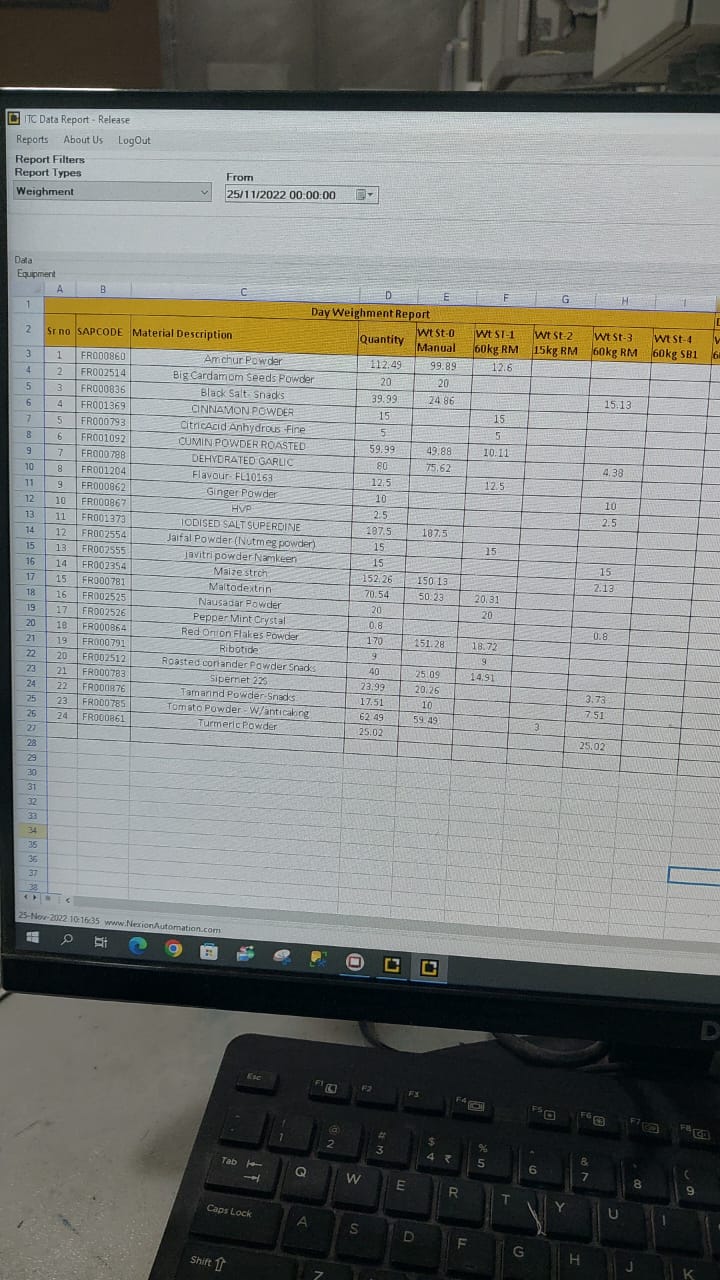 ITC Data Report - Release
Reports About Us LogOut
Report Filters
Report Types
From
Weighment
25/11/2022 00:00:00
Data
Equipment
A B C D E F G H I
1 Day Weighment Report
2 Sr no SAPCODE Material Description Quantity Wt St-0 Manual Wt ST-1 60kg RM Wt St-2 15kg RM Wt St-3 60kg RM Wt St-4 60kg SB1
3 1 FR000860 Amchur Powder 112.49 99.89 12.6
4 2 FR002514 Big Cardamom Seeds Powder 20 20
5 3 FR000836 Black Salt- Snacks 39.99 24.86 15.13
6 4 FR001369 CINNAMON POWDER 15 15
7 5 FR000793 CitricAcid Anhydrous -Fine 5 5
8 6 FR001092 CUMIN POWDER ROASTED 59.99 49.88 10.11
9 7 FR000788 DEHYDRATED GARLIC 80 75.62 4.38
10 8 FR001204 Flavour- FL10163 12.5 12.5
11 9 FR000862 Ginger Powder 10 10
12 10 FR000867 HVP 2.5 2.5
13 11 FR001373 IODISED SALT SUPERDINE 187.5 187.5
14 12 FR002554 Jaifal Powder (Nutmeg powder) 15 15
15 13 FR002555 javitri powder Namkeen 15 15
16 14 FR002354 Maize strch 152.26 150.13 2.13
17 15 FR000781 Maltodextrin 70.54 50.23 20.31
18 16 FR002525 Nausadar Powder 20 20
19 17 FR002526 Pepper Mint Crystal 0.8 0.8
20 18 FR000864 Red Onion Flakes Powder 170 151.28 18.72
21 19 FR000791 Ribotide 9 9
22 20 FR002512 Roasted coriander Powder Snacks 40 25.09 14.91
23 21 FR000783 Sipernet 22S 23.99 20.26 3.73
24 22 FR000876 Tamarind Powder-Snacks 17.51 10 7.51
25 23 FR000785 Tomato Powder - W/anticaking 62.49 59.49 3
26 24 FR000861 Turmeric Powder 25.02 25.02
27
28
29
30
31
32
33
34
35
36
37
38
25-Nov-2022 10:16:35 www.NexionAutomation.com
D
Esc F1 F2 F3 F4 F5 F6 F7 F8
! 1 @ 2 # 3 $ 4 ₹ % 5 6 & 7 8 ( 9
Tab Q W E R T Y U I
Caps Lock A S D F G H J K
Shift Z